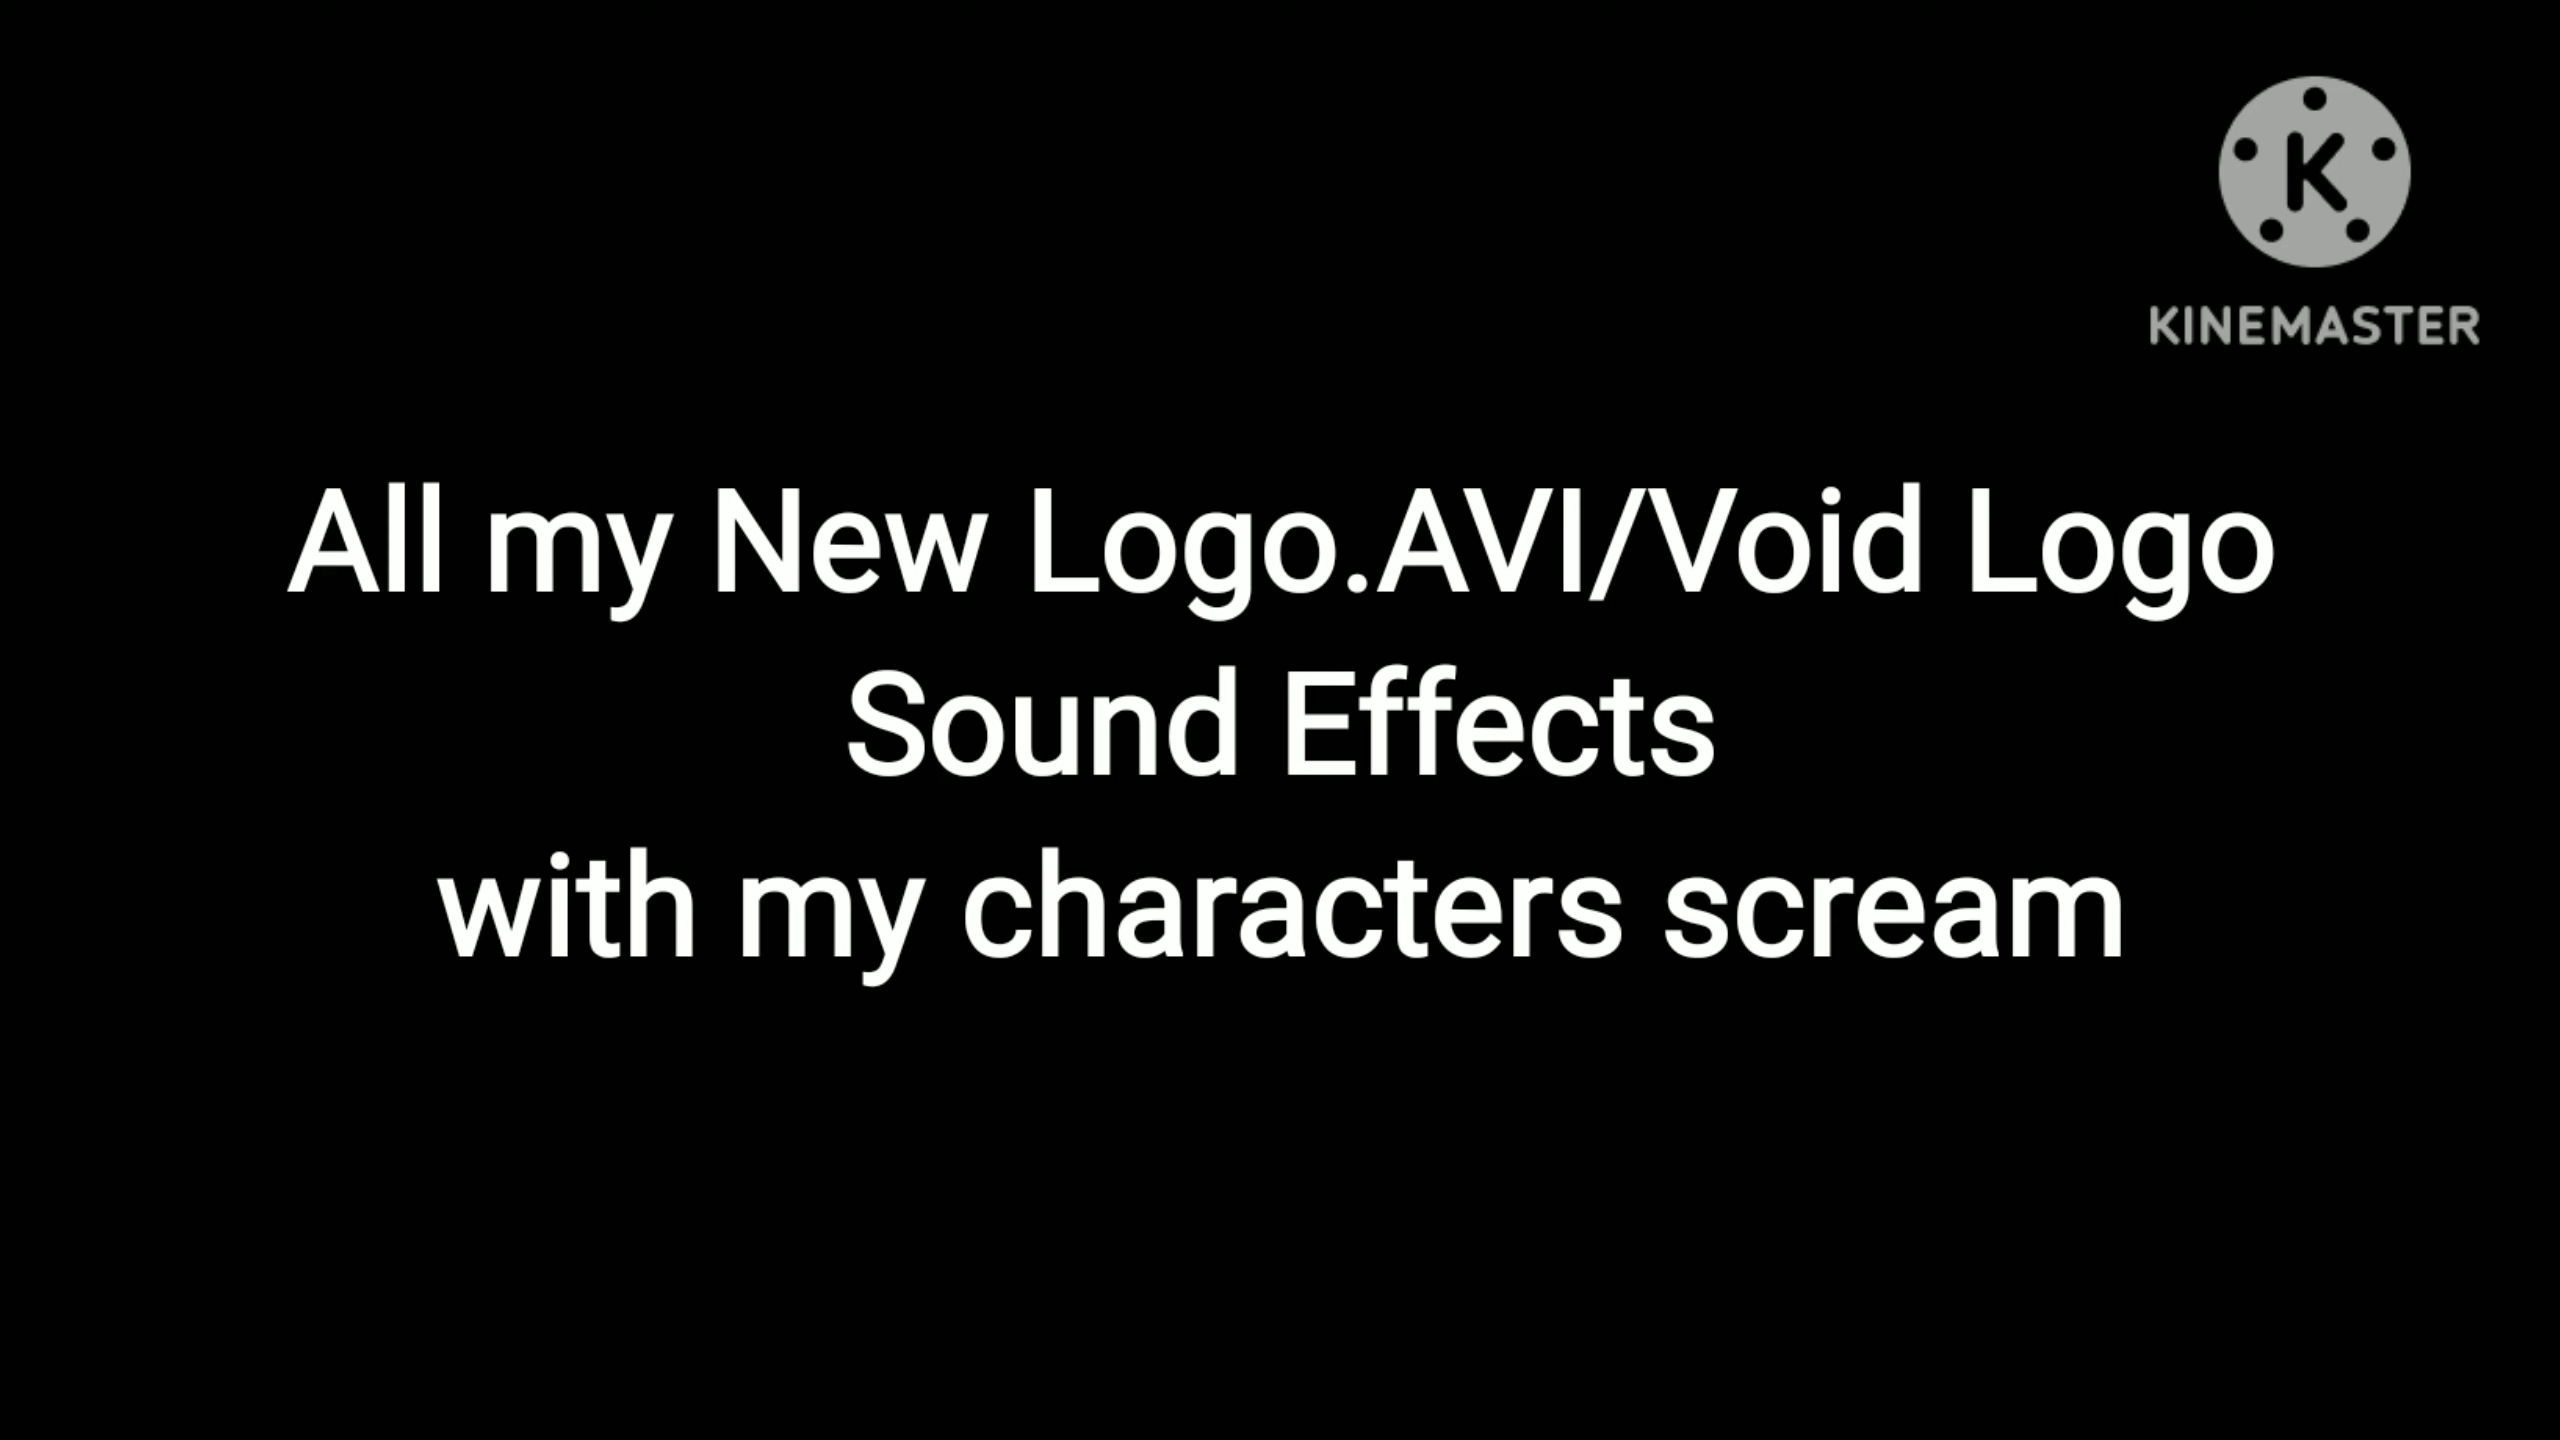 K
KINEMASTER
All my New Logo.AVI/Void Logo
Sound Effects
with my characters scream